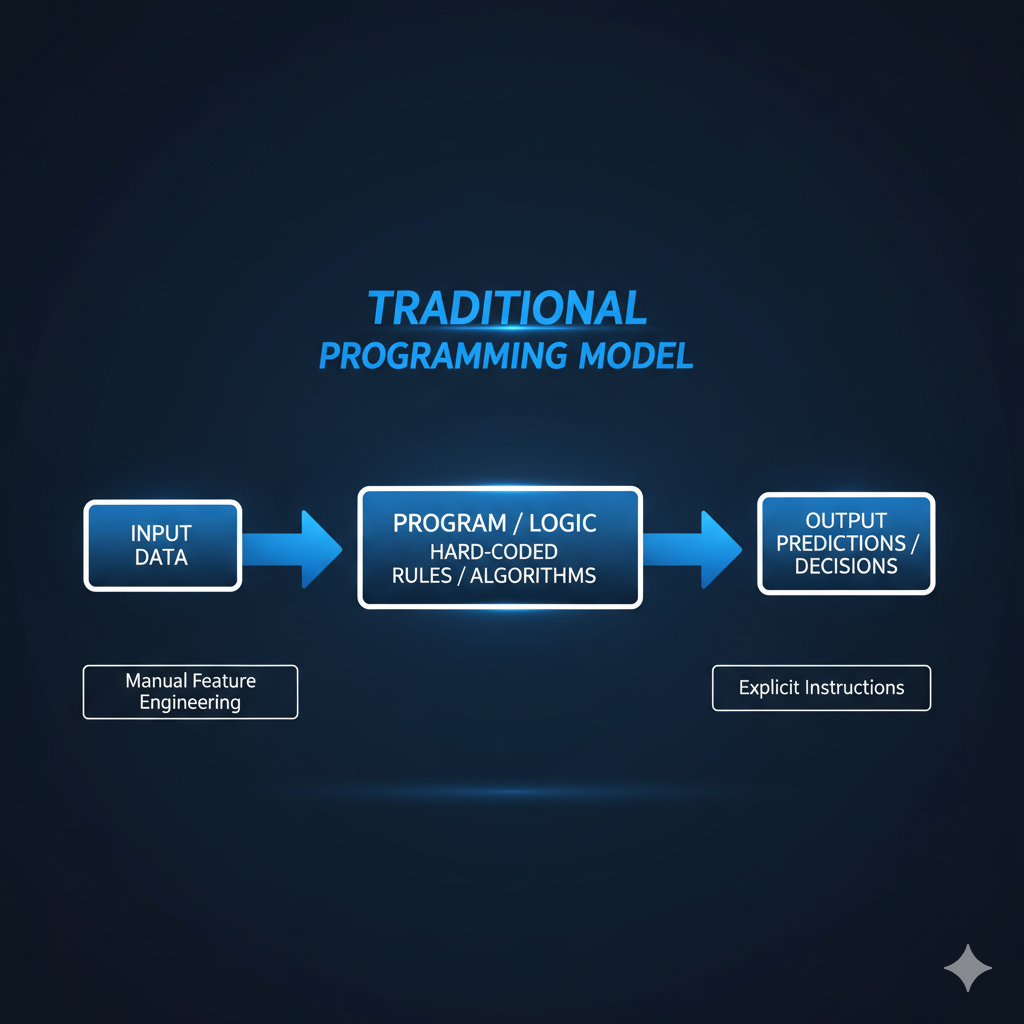 TRADITIONAL
PROGRAMMING MODEL
INPUT
DATA
PROGRAM / LOGIC
HARD-CODED
RULES / ALGORITHMS
OUTPUT
PREDICTIONS /
DECISIONS
Manual Feature
Engineering
Explicit Instructions